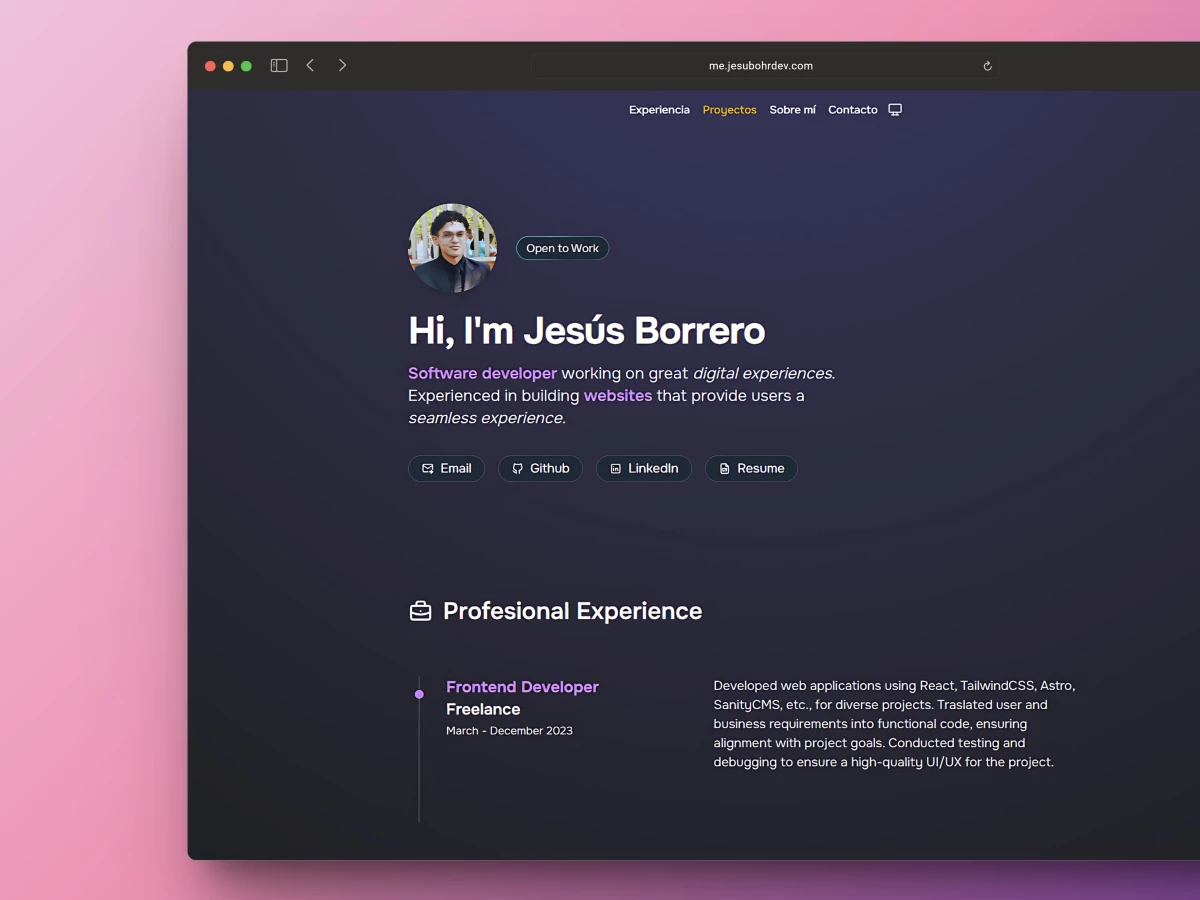 me.jesubohrdev.com
Experiencia Proyectos Sobre mí Contacto
Open to Work
Hi, I'm Jesús Borrero
Software developer working on great digital experiences.
Experienced in building websites that provide users a
seamless experience.
Email Github LinkedIn Resume
Profesional Experience
Frontend Developer
Freelance
March - December 2023
Developed web applications using React, TailwindCSS, Astro,
SanityCMS, etc., for diverse projects. Traslated user and
business requirements into functional code, ensuring
alignment with project goals. Conducted testing and
debugging to ensure a high-quality UI/UX for the project.